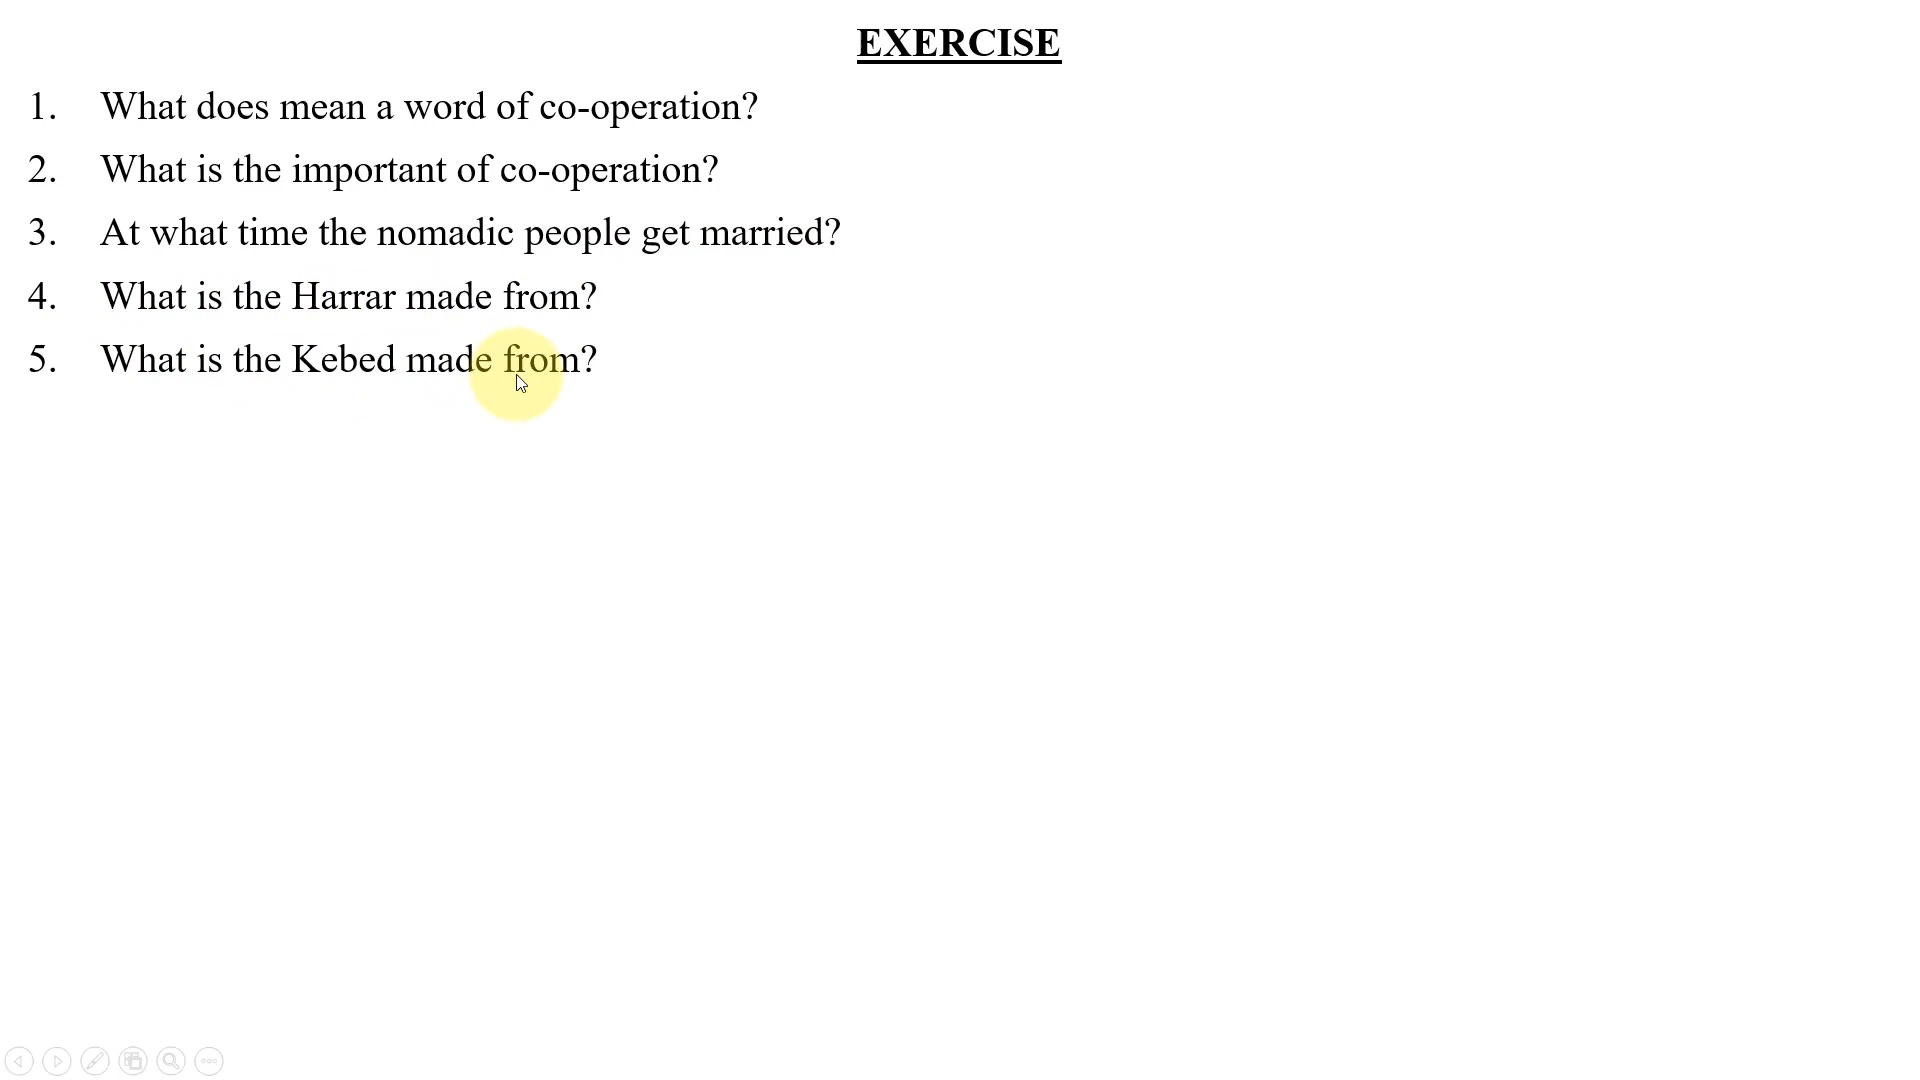 EXERCISE
1. What does mean a word of co-operation?
2. What is the important of co-operation?
3. At what time the nomadic people get married?
4. What is the Harrar made from?
5. What is the Kebed made from?